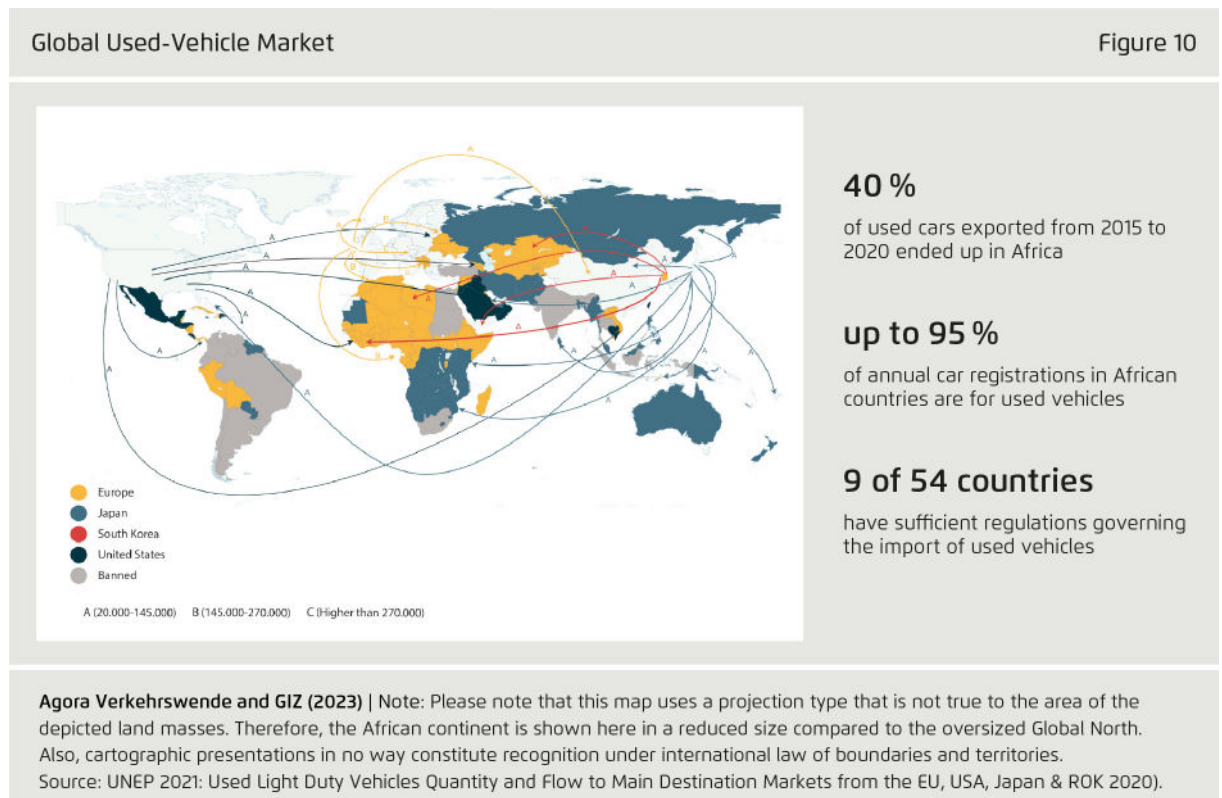 Global Used-Vehicle Market
Figure 10
A
A
B
A
C
A
B
A
A
A
A
A
A
A
B
A
A
A
A
A
Europe
Japan
South Korea
United States
Banned
A (20.000-145.000) B (145.000-270.000) C (Higher than 270.000)
40 %
of used cars exported from 2015 to
2020 ended up in Africa
up to 95 %
of annual car registrations in African
countries are for used vehicles
9 of 54 countries
have sufficient regulations governing
the import of used vehicles
Agora Verkehrswende and GIZ (2023) | Note: Please note that this map uses a projection type that is not true to the area of the
depicted land masses. Therefore, the African continent is shown here in a reduced size compared to the oversized Global North.
Also, cartographic presentations in no way constitute recognition under international law of boundaries and territories.
Source: UNEP 2021: Used Light Duty Vehicles Quantity and Flow to Main Destination Markets from the EU, USA, Japan & ROK 2020).